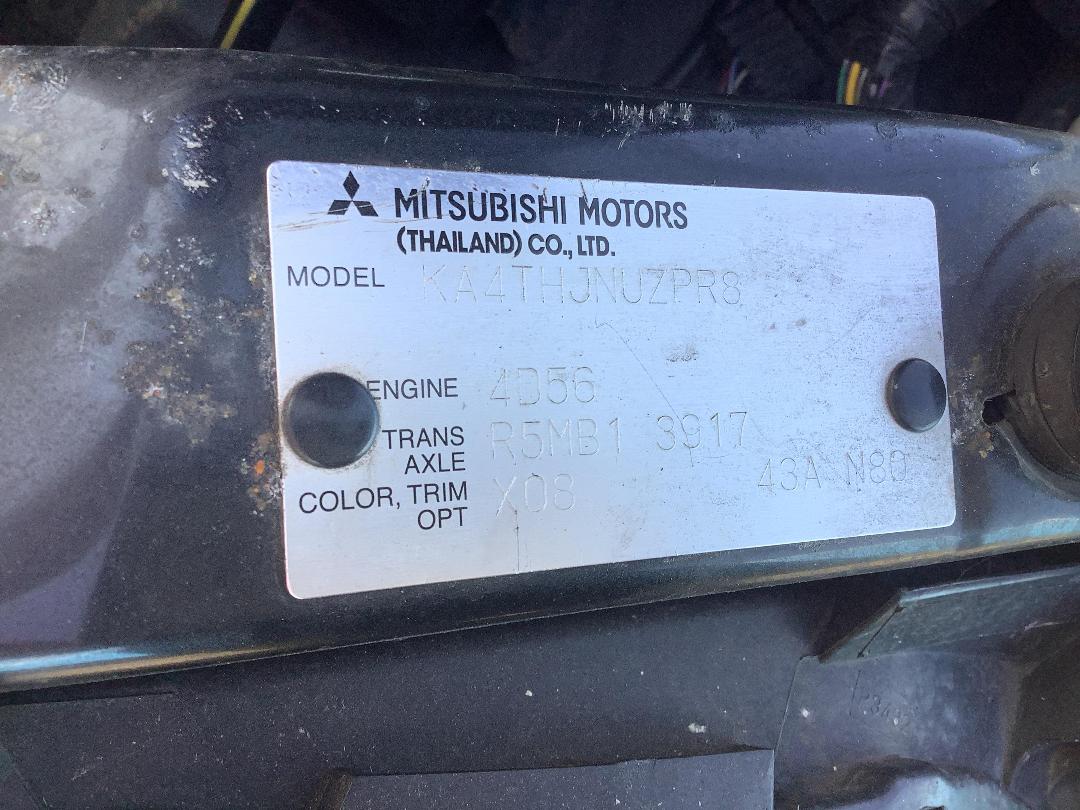 MITSUBISHI MOTORS
(THAILAND) CO., LTD.
MODEL KA4THJNUZPR8
ENGINE 4D56
TRANS AXLE R5MB1 3917
COLOR, TRIM OPT X08 43A N80